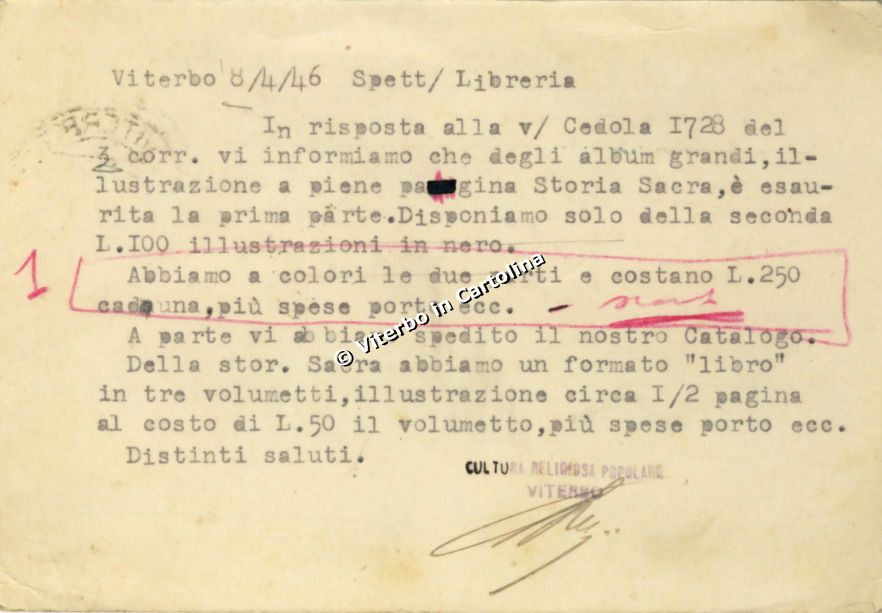 Viterbo 8/4/46 Spett/ Libreria
In risposta alla v/ Cedola I728 del
3 corr. vi informiamo che degli album grandi,il-
lustrazione a piene pagina Storia Sacra,è esau-
rita la prima parte.Disponiamo solo della seconda
L.I00 illustrazioni in nero.
1
Abbiamo a colori le due parti e costano L.250
cadauna,più spese porto ecc. -
A parte vi abbiamo spedito il nostro Catalogo.
Della stor. Sacra abbiamo un formato "libro"
in tre volumetti,illustrazione circa I/2 pagina
al costo di L.50 il volumetto,più spese porto ecc.
Distinti saluti.
CULTURA RELIGIOSA POPOLARE
VITERBO
© Viterbo in Cartolina